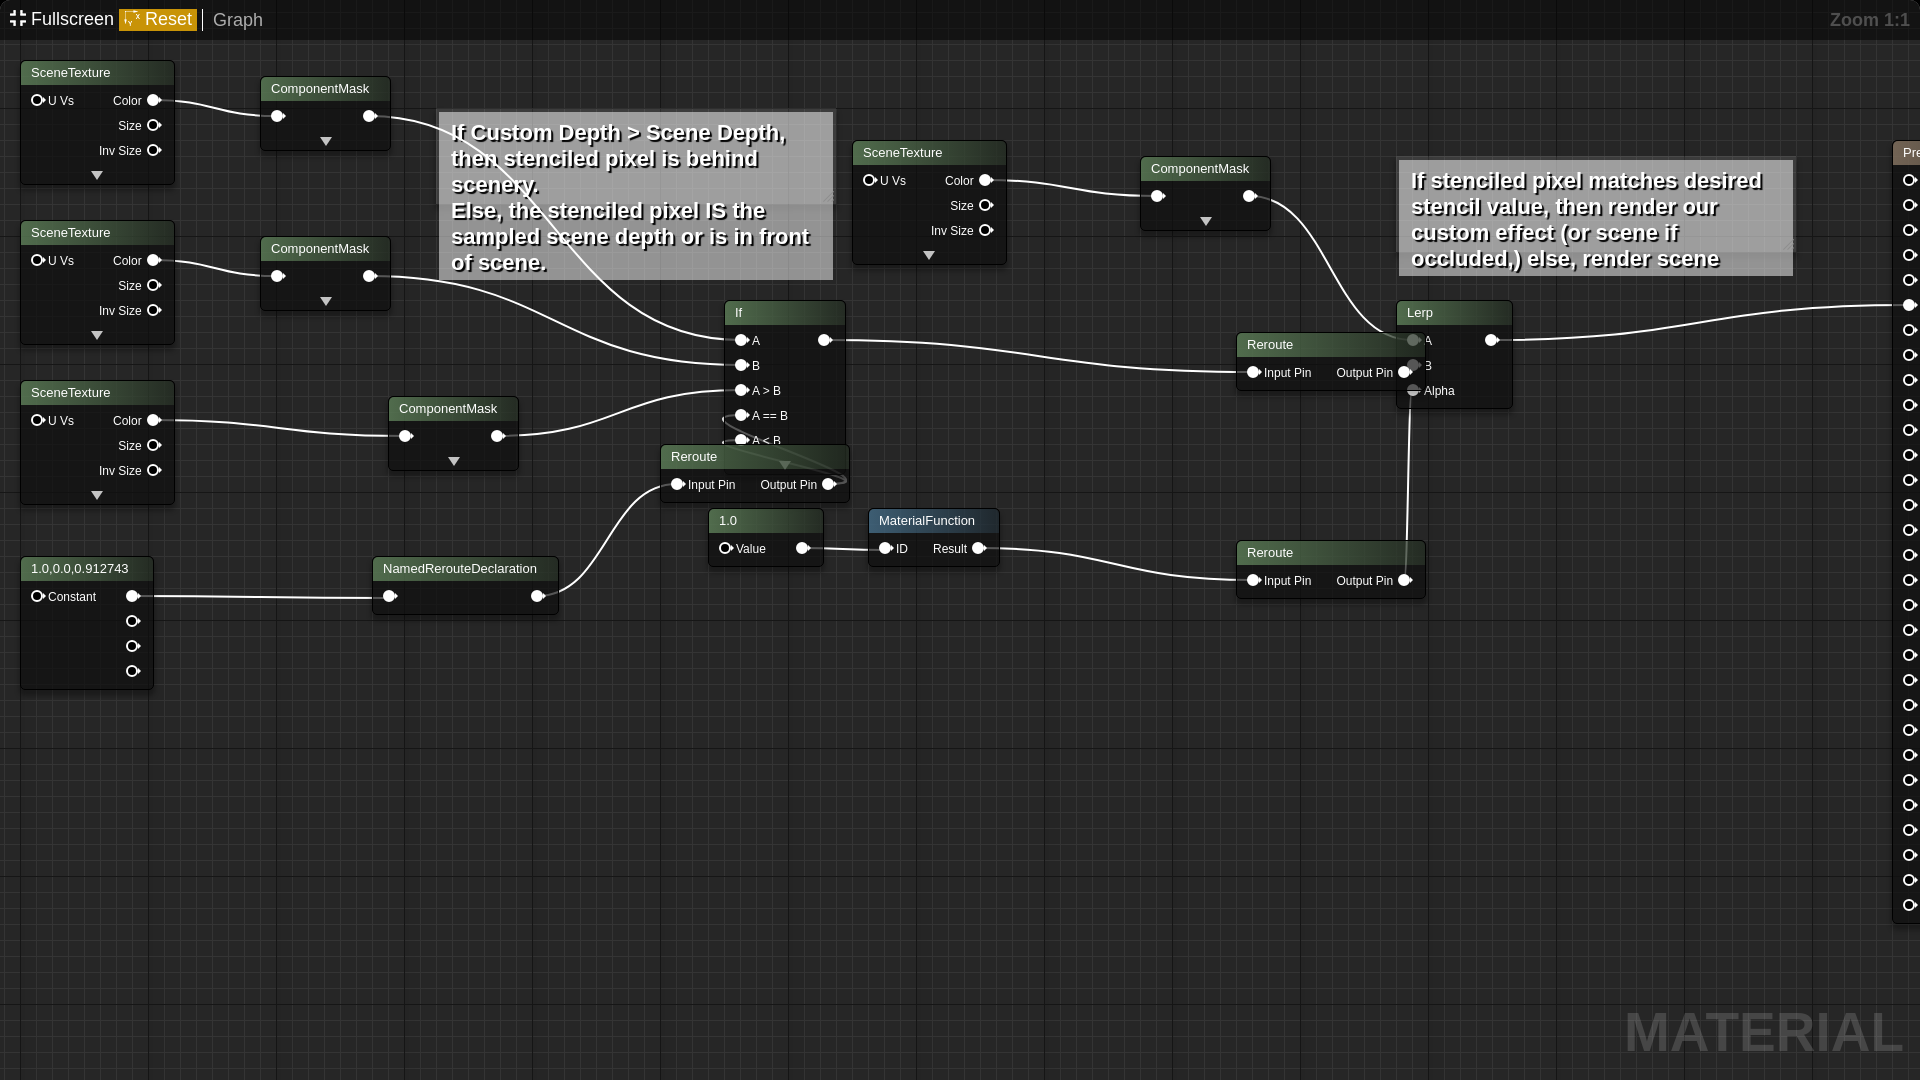 Fullscreen Reset Graph Zoom 1:1
SceneTexture
U Vs Color
Size
Inv Size
ComponentMask
If Custom Depth > Scene Depth,
then stenciled pixel is behind
scenery.
Else, the stenciled pixel IS the
sampled scene depth or is in front
of scene.
SceneTexture
U Vs Color
Size
Inv Size
ComponentMask
If stenciled pixel matches desired
stencil value, then render our
custom effect (or scene if
occluded,) else, render scene
SceneTexture
U Vs Color
Size
Inv Size
ComponentMask
If
A
B
A > B
A == B
A < B
Reroute
Input Pin Output Pin
Lerp
A
B
Alpha
SceneTexture
U Vs Color
Size
Inv Size
ComponentMask
Reroute
Input Pin Output Pin
1.0
Value
MaterialFunction
ID Result
Reroute
Input Pin Output Pin
1.0,0.0,0.912743
Constant
NamedRerouteDeclaration
MATERIAL